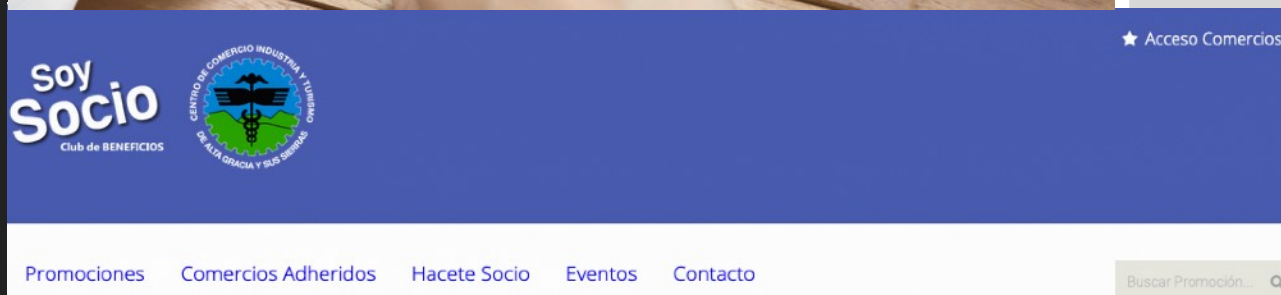 Acceso Comercios
Soy
Socio
Club de BENEFICIOS
CENTRO DE COMERCIO INDUSTRIA Y TURISMO
DE ALTA GRACIA Y SUS SIERRAS
Promociones Comercios Adheridos Hacete Socio Eventos Contacto
Buscar Promoción...